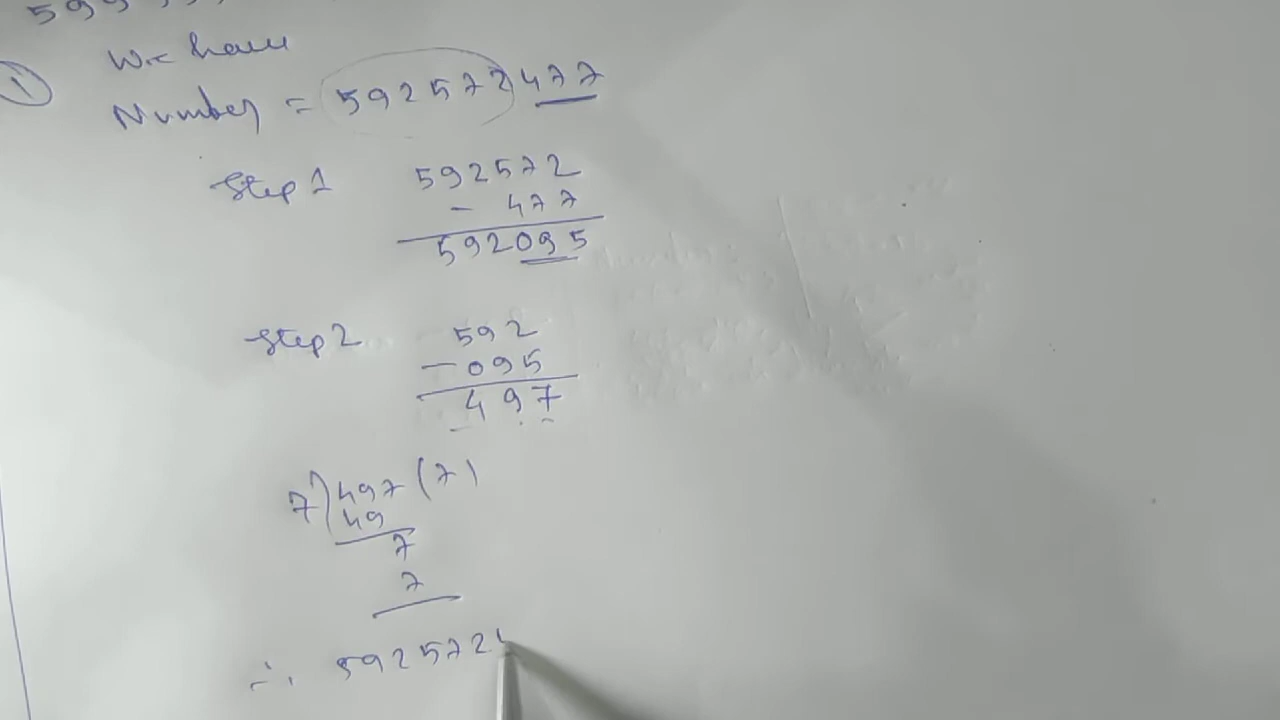 ①
We have
Number = 592572477
Step 1 592572
- 477
592095
Step 2 592
- 095
497
7)497(71
49
7
7
∴ 592572